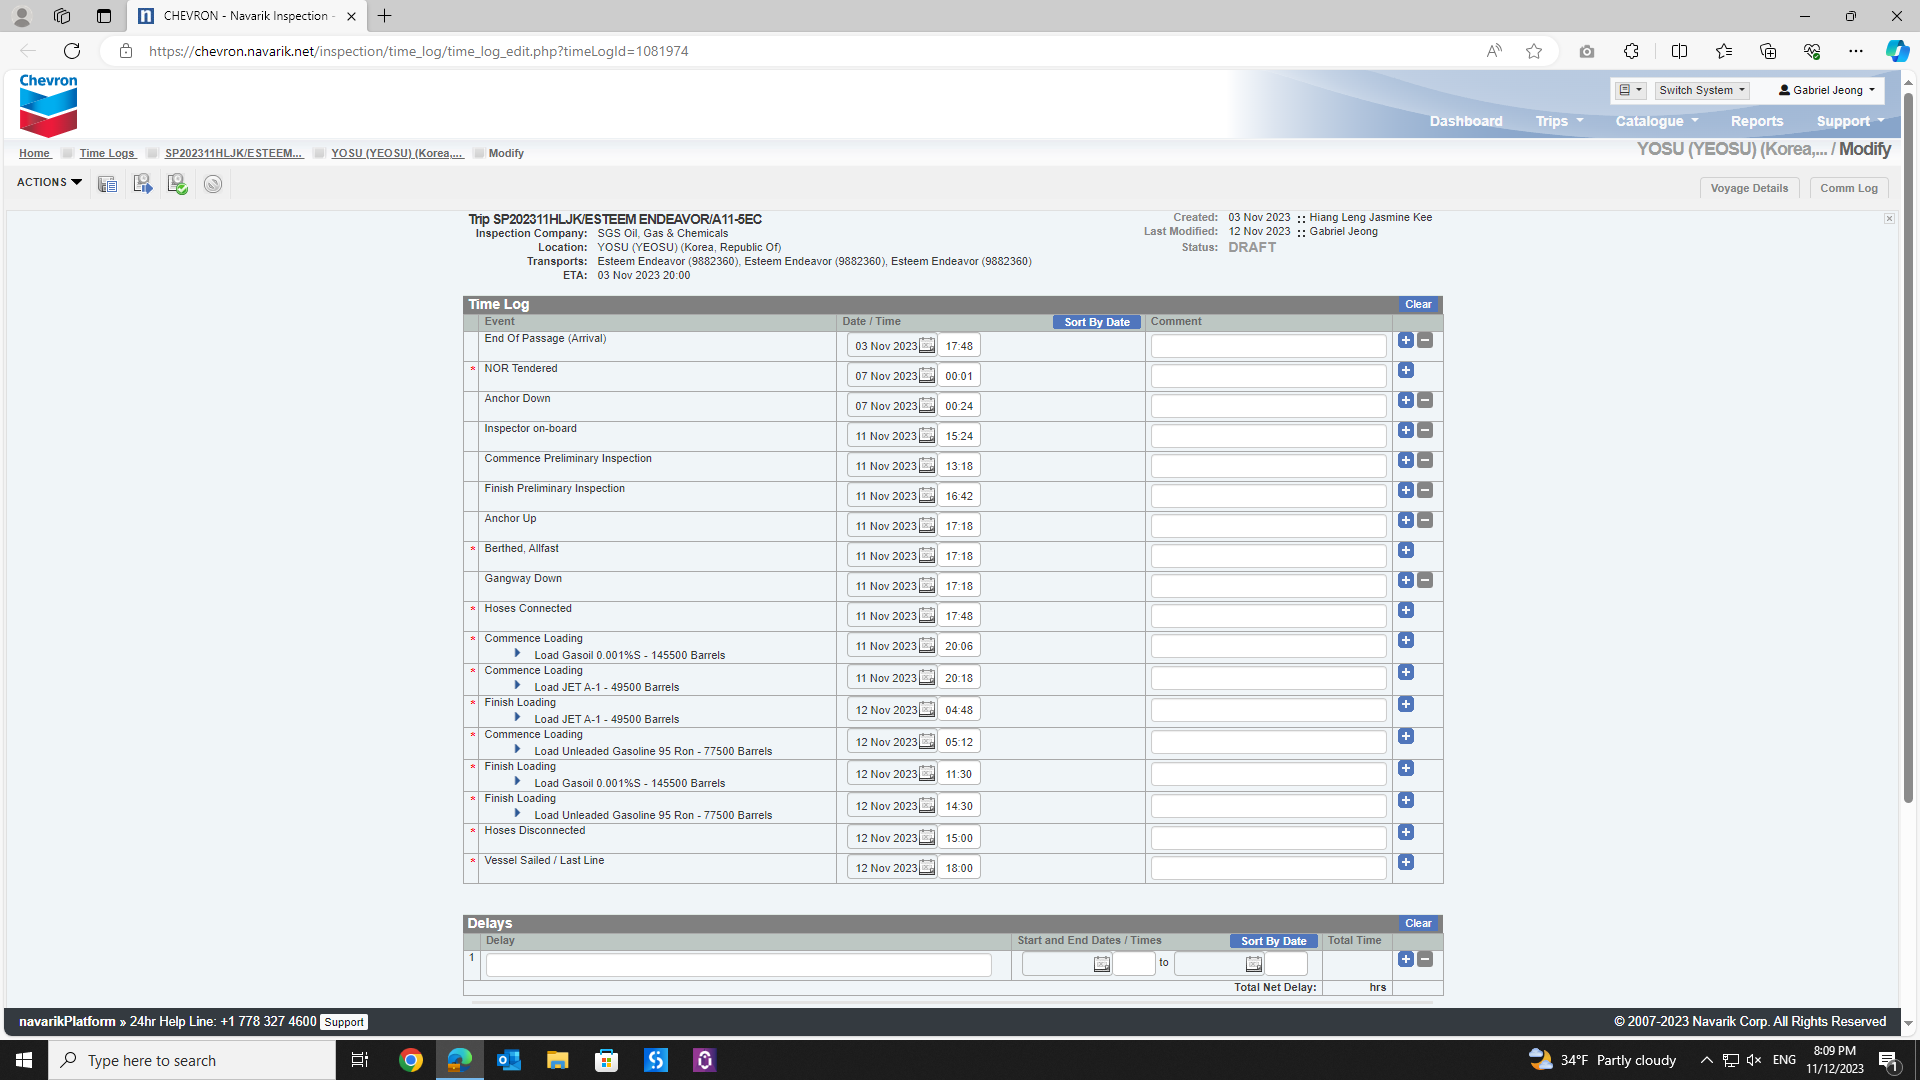 CHEVRON - Navarik Inspection -
https://chevron.navarik.net/inspection/time_log/time_log_edit.php?timeLogId=1081974
Chevron
Switch System
Gabriel Jeong
Dashboard Trips Catalogue Reports Support
Home Time Logs SP202311HLJK/ESTEEM... YOSU (YEOSU) (Korea,... Modify
YOSU (YEOSU) (Korea,... / Modify
ACTIONS
Voyage Details Comm Log
Trip SP202311HLJK/ESTEEM ENDEAVOR/A11-5EC
Inspection Company: SGS Oil, Gas & Chemicals
Location: YOSU (YEOSU) (Korea, Republic Of)
Transports: Esteem Endeavor (9882360), Esteem Endeavor (9882360), Esteem Endeavor (9882360)
ETA: 03 Nov 2023 20:00
Created: 03 Nov 2023 :: Hiang Leng Jasmine Kee
Last Modified: 12 Nov 2023 :: Gabriel Jeong
Status: DRAFT
Time Log Clear
Event Date / Time Sort By Date Comment
End Of Passage (Arrival) 03 Nov 2023 17:48
* NOR Tendered 07 Nov 2023 00:01
Anchor Down 07 Nov 2023 00:24
Inspector on-board 11 Nov 2023 15:24
Commence Preliminary Inspection 11 Nov 2023 13:18
Finish Preliminary Inspection 11 Nov 2023 16:42
Anchor Up 11 Nov 2023 17:18
* Berthed, Allfast 11 Nov 2023 17:18
Gangway Down 11 Nov 2023 17:18
* Hoses Connected 11 Nov 2023 17:48
* Commence Loading 11 Nov 2023 20:06
Load Gasoil 0.001%S - 145500 Barrels
* Commence Loading 11 Nov 2023 20:18
Load JET A-1 - 49500 Barrels
* Finish Loading 12 Nov 2023 04:48
Load JET A-1 - 49500 Barrels
* Commence Loading 12 Nov 2023 05:12
Load Unleaded Gasoline 95 Ron - 77500 Barrels
* Finish Loading 12 Nov 2023 11:30
Load Gasoil 0.001%S - 145500 Barrels
* Finish Loading 12 Nov 2023 14:30
Load Unleaded Gasoline 95 Ron - 77500 Barrels
* Hoses Disconnected 12 Nov 2023 15:00
* Vessel Sailed / Last Line 12 Nov 2023 18:00
Delays Clear
Delay Start and End Dates / Times Sort By Date Total Time
1 to
Total Net Delay: hrs
navarikPlatform » 24hr Help Line: +1 778 327 4600 Support
© 2007-2023 Navarik Corp. All Rights Reserved
Type here to search
34°F Partly cloudy
ENG
8:09 PM
11/12/2023
1